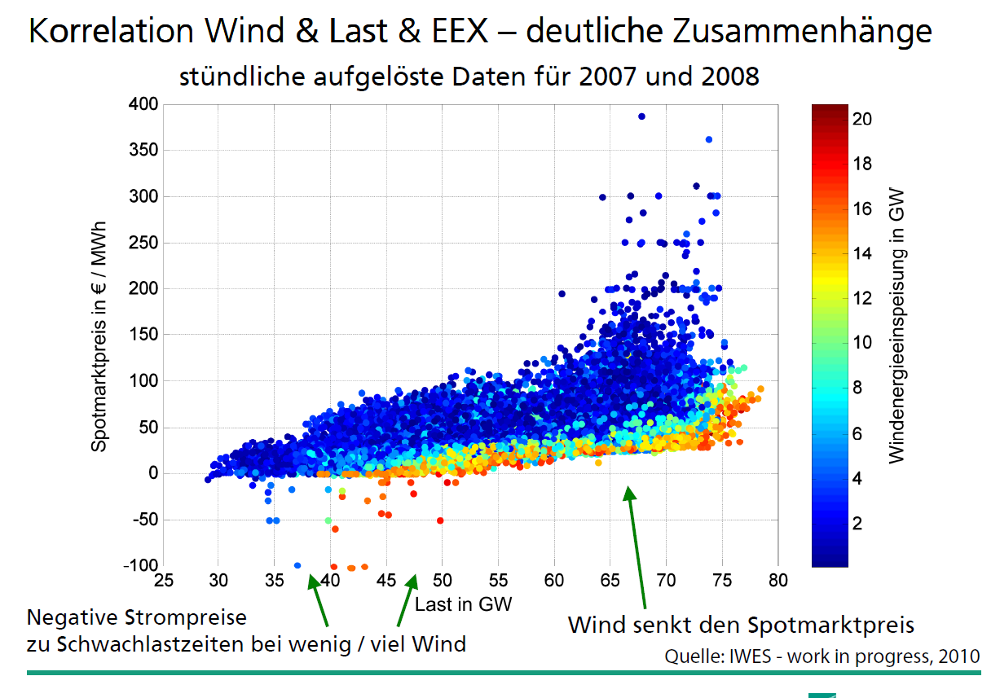 Korrelation Wind & Last & EEX – deutliche Zusammenhänge
stündliche aufgelöste Daten für 2007 und 2008
400
350
300
250
200
150
100
50
0
-50
-100
Spotmarktpreis in € / MWh
25 30 35 40 45 50 55 60 65 70 75 80
Last in GW
20
18
16
14
12
10
8
6
4
2
Windenergieeinspeisung in GW
Negative Strompreise
zu Schwachlastzeiten bei wenig / viel Wind
Wind senkt den Spotmarktpreis
Quelle: IWES - work in progress, 2010